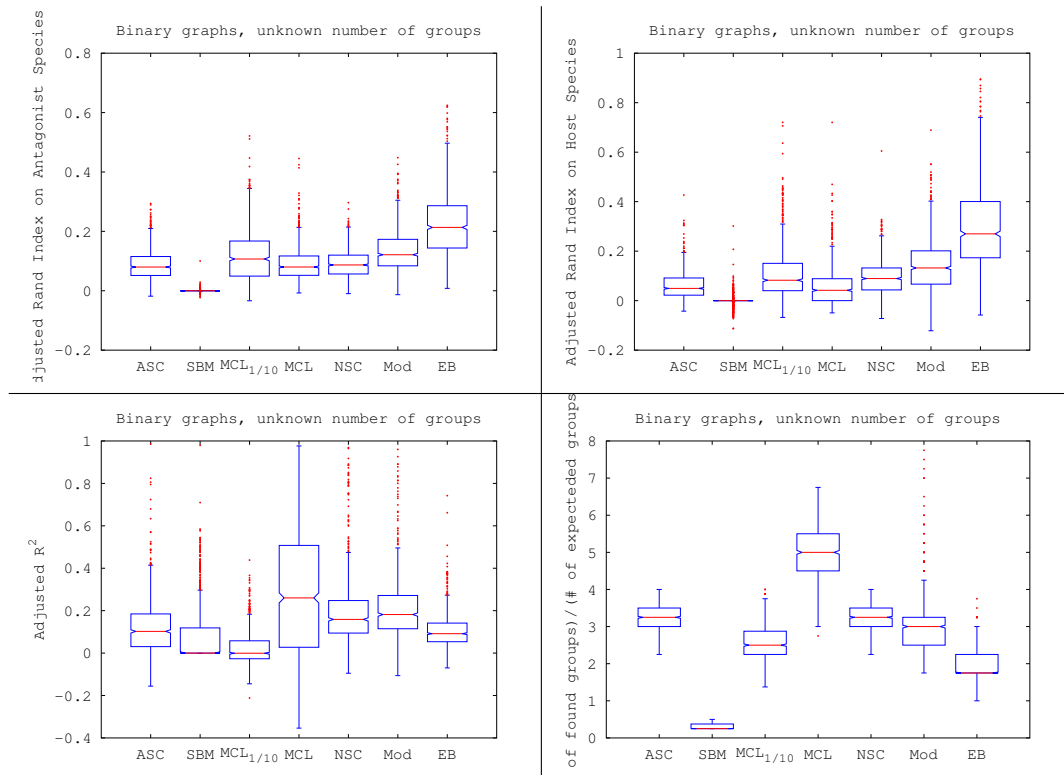 Binary graphs, unknown number of groups
djusted Rand Index on Antagonist Species
0.8
0.6
0.4
0.2
0
-0.2
ASC SBM MCL1/10 MCL NSC Mod EB
Binary graphs, unknown number of groups
Adjusted Rand Index on Host Species
1
0.8
0.6
0.4
0.2
0
-0.2
ASC SBM MCL1/10 MCL NSC Mod EB
Binary graphs, unknown number of groups
Adjusted R2
1
0.8
0.6
0.4
0.2
0
-0.2
-0.4
ASC SBM MCL1/10 MCL NSC Mod EB
Binary graphs, unknown number of groups
of found groups)/(# of expecteded groups
8
7
6
5
4
3
2
1
0
ASC SBM MCL1/10 MCL NSC Mod EB